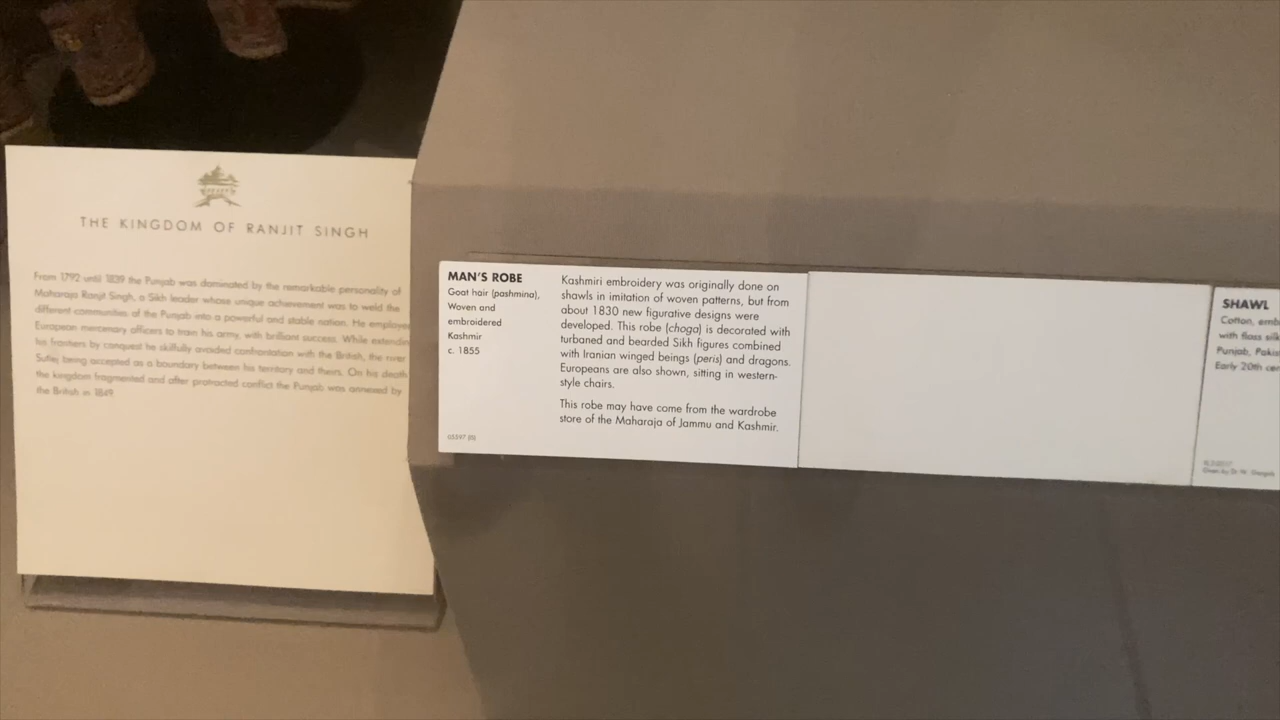 THE KINGDOM OF RANJIT SINGH
From 1792 until 1839 the Punjab was dominated by the remarkable personality of
Maharaja Ranjit Singh, a Sikh leader whose unique achievement was to weld the
different communities of the Punjab into a powerful and stable nation. He employe
European mercenary officers to train his army, with brilliant success. While extendin
his frontiers by conquest he skilfully avoided confrontation with the British, the river
Sutlej being accepted as a boundary between his territory and theirs. On his death
the kingdom fragmented and after protracted conflict the Punjab was annexed by
the British in 1849.
MAN'S ROBE
Goat hair (pashmina),
Woven and
embroidered
Kashmir
c. 1855
Kashmiri embroidery was originally done on
shawls in imitation of woven patterns, but from
about 1830 new figurative designs were
developed. This robe (choga) is decorated with
turbaned and bearded Sikh figures combined
with Iranian winged beings (peris) and dragons.
Europeans are also shown, sitting in western-
style chairs.
This robe may have come from the wardrobe
store of the Maharaja of Jammu and Kashmir.
SHAWL
Cotton, emb
with floss silk
Punjab, Pakis
Early 20th cen
Given by Dr W.